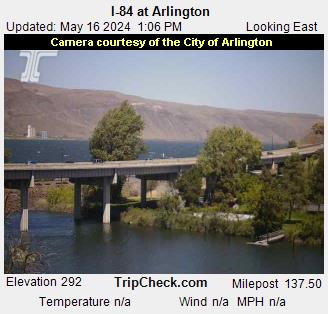 I-84 at Arlington
Updated: May 16 2024 1:06 PM Looking East
Camera courtesy of the City of Arlington
Elevation 292 TripCheck.com Milepost 137.50
Temperature n/a Wind n/a MPH n/a